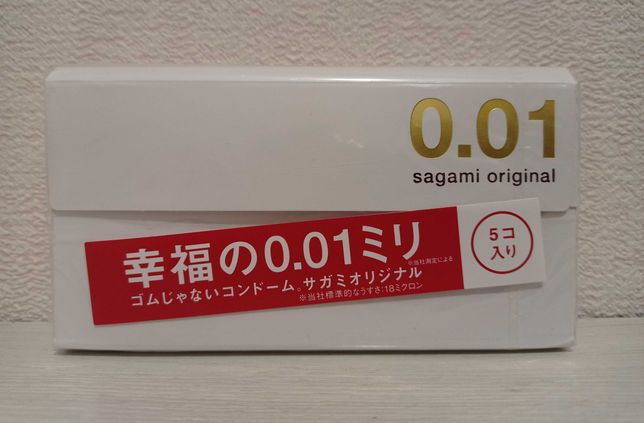 0.01
sagami original
幸福の0.01ミリ
※当社測定による
ゴムじゃないコンドーム。サガミオリジナル
※当社標準的なうすさ:18ミクロン
5コ
入り